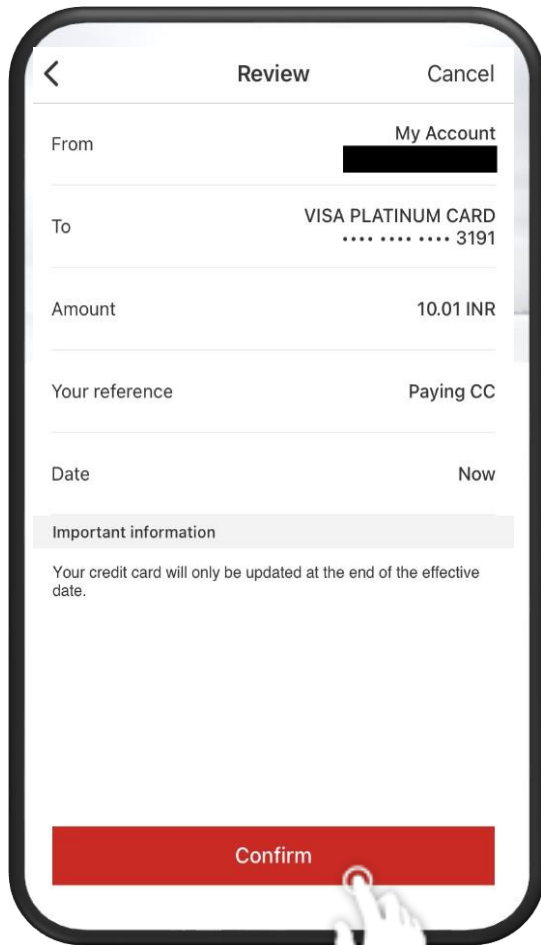 Review
Cancel
From
My Account
To
VISA PLATINUM CARD
•••• •••• •••• 3191
Amount
10.01 INR
Your reference
Paying CC
Date
Now
Important information
Your credit card will only be updated at the end of the effective
date.
Confirm